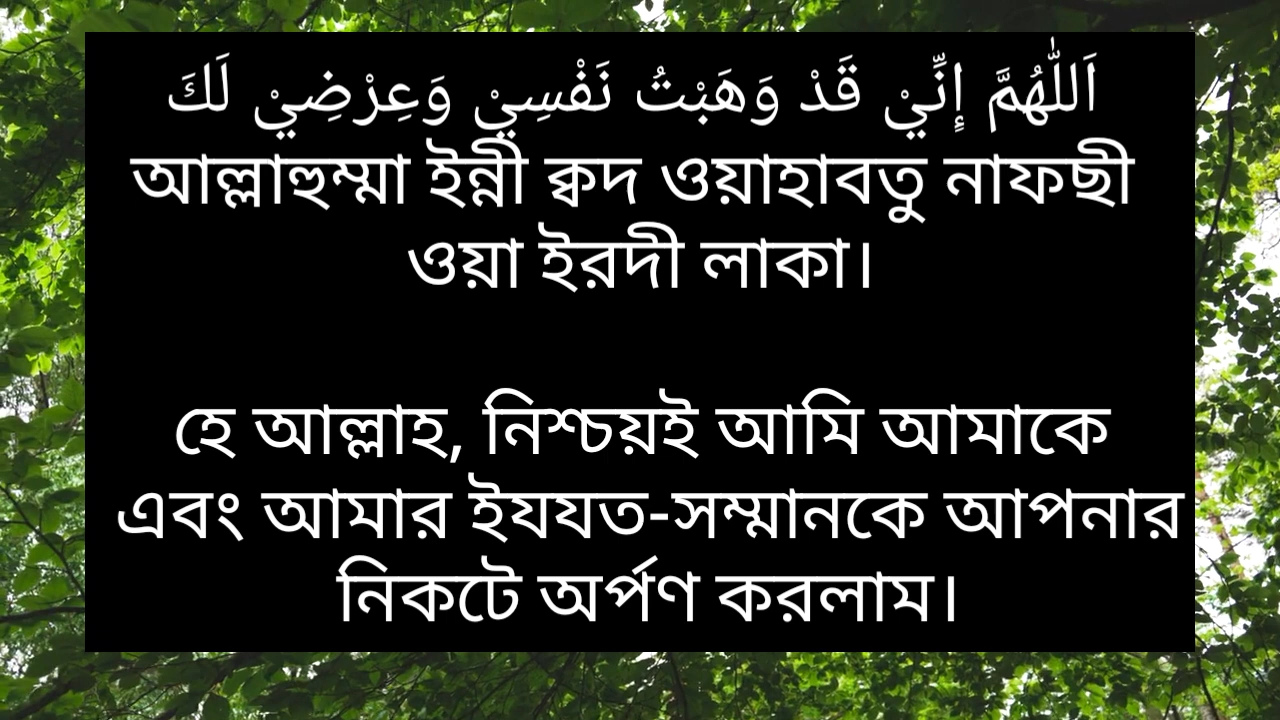 اَللّٰهُمَّ إِنِّيْ قَدْ وَهَبْتُ نَفْسِيْ وَعِرْضِيْ لَكَ
আল্লাহুম্মা ইন্নী ক্বদ ওয়াহাবতু নাফছী
ওয়া ইরদী লাকা।
হে আল্লাহ, নিশ্চয়ই আমি আমাকে
এবং আমার ইযযত-সম্মানকে আপনার
নিকটে অর্পণ করলাম।